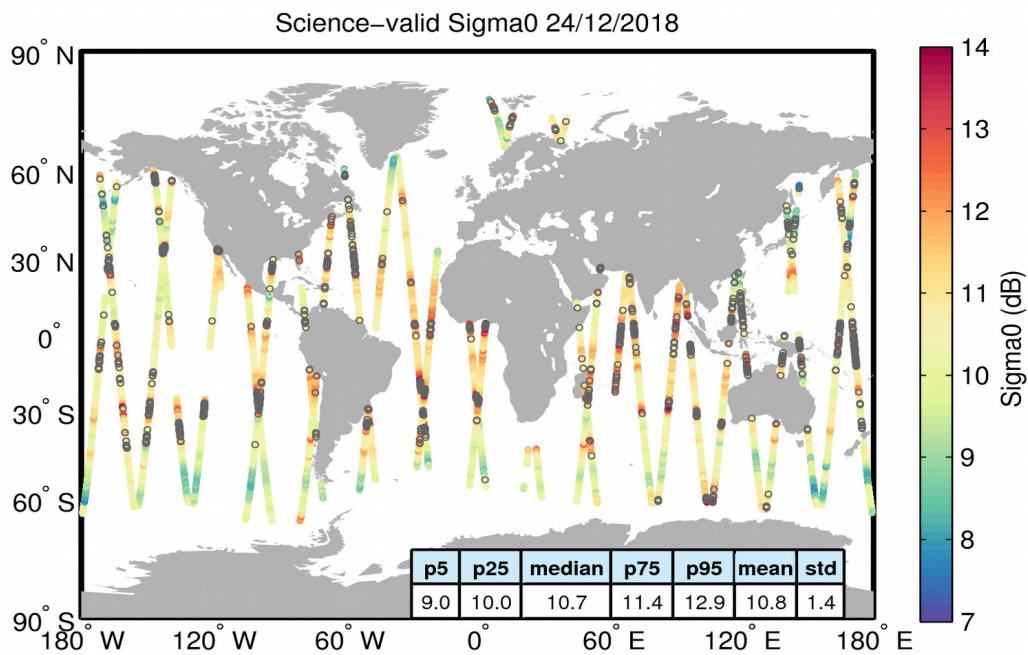 Science−valid Sigma0 24/12/2018
90° N
60° N
30° N
0°
30° S
60° S
90° S
180° W
120° W
60° W
0°
60° E
120° E
180° E
14
13
12
11
10
9
8
7
Sigma0 (dB)
p5 p25 median p75 p95 mean std
9.0 10.0 10.7 11.4 12.9 10.8 1.4